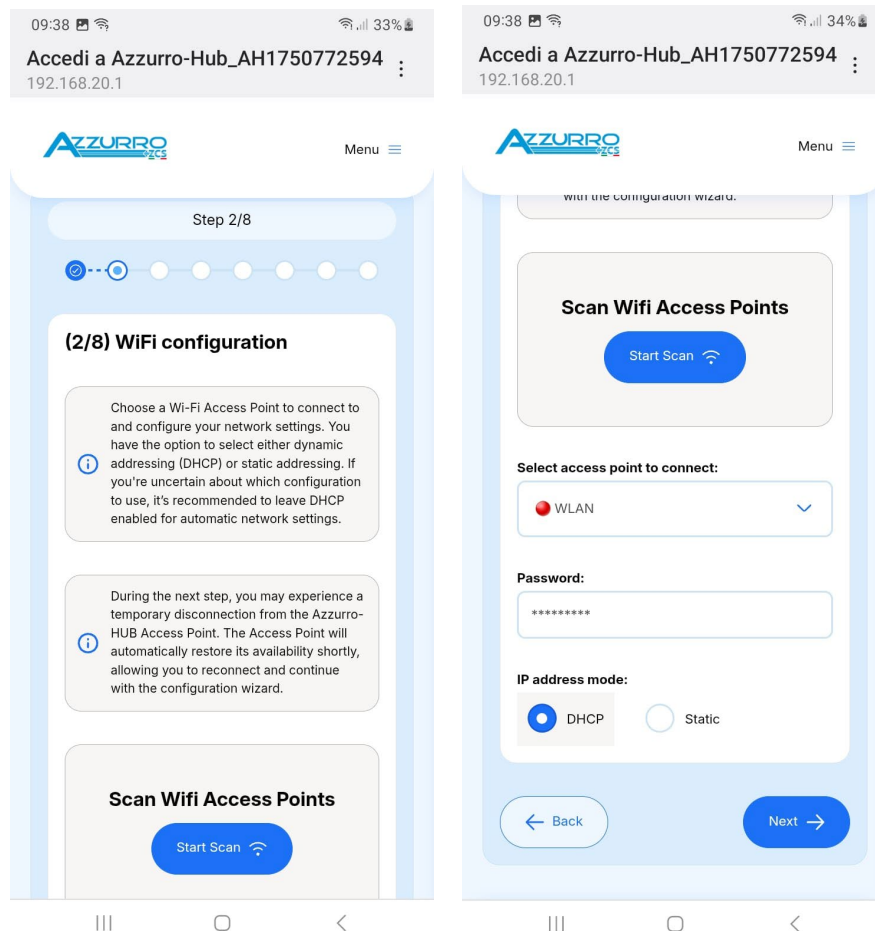 09:38
33%
Accedi a Azzurro-Hub_AH1750772594
192.168.20.1
AZZURRO
ZCS
Menu
Step 2/8
(2/8) WiFi configuration
Choose a Wi-Fi Access Point to connect to
and configure your network settings. You
have the option to select either dynamic
addressing (DHCP) or static addressing. If
you're uncertain about which configuration
to use, it's recommended to leave DHCP
enabled for automatic network settings.
During the next step, you may experience a
temporary disconnection from the Azzurro-
HUB Access Point. The Access Point will
automatically restore its availability shortly,
allowing you to reconnect and continue
with the configuration wizard.
Scan Wifi Access Points
Start Scan
09:38
34%
Accedi a Azzurro-Hub_AH1750772594
192.168.20.1
AZZURRO
ZCS
Menu
with the configuration wizard.
Scan Wifi Access Points
Start Scan
Select access point to connect:
WLAN
Password:
*********
IP address mode:
DHCP
Static
Back
Next